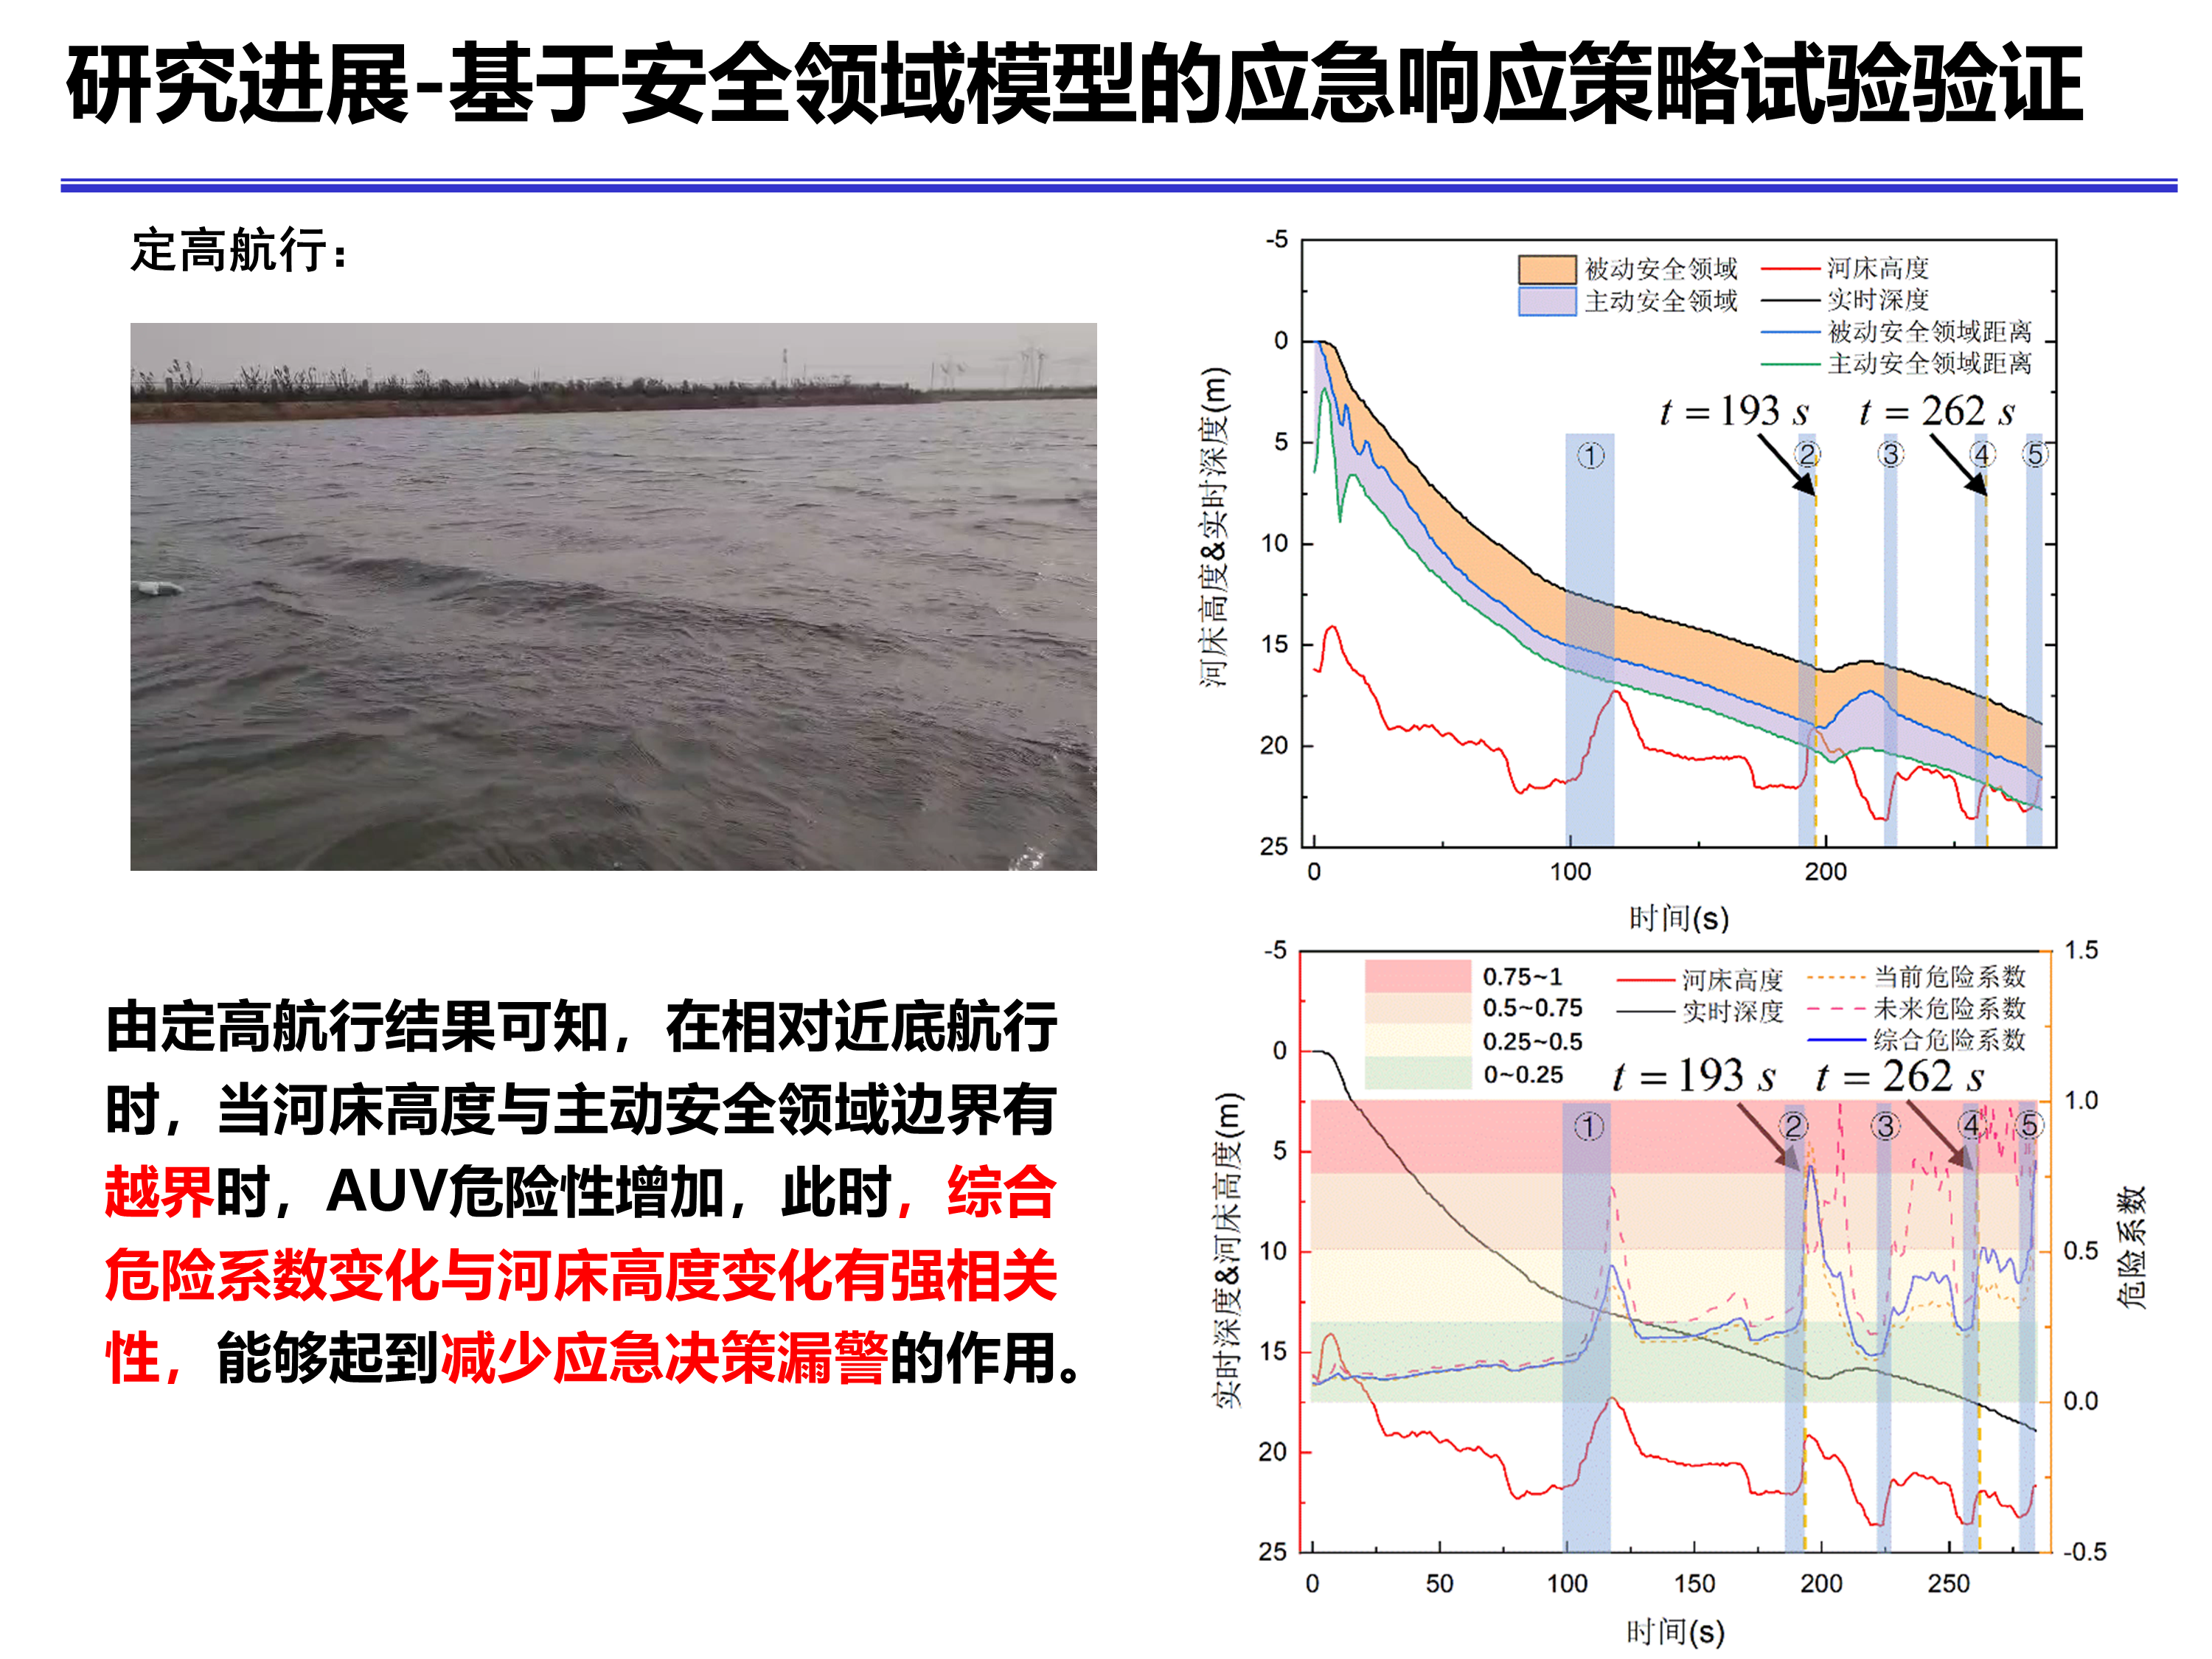 研究进展-基于安全领域模型的应急响应策略试验验证
定高航行：
由定高航行结果可知，在相对近底航行
时，当河床高度与主动安全领域边界有
越界时，AUV危险性增加，此时，综合
危险系数变化与河床高度变化有强相关
性，能够起到减少应急决策漏警的作用。
河床高度&实时深度(m)
-5
0
5
10
15
20
25
被动安全领域
主动安全领域
河床高度
实时深度
被动安全领域距离
主动安全领域距离
t = 193 s
t = 262 s
① ② ③ ④ ⑤
0 100 200
时间(s)
实时深度&河床高度(m)
-5
0
5
10
15
20
25
0.75~1
0.5~0.75
0.25~0.5
0~0.25
河床高度
实时深度
当前危险系数
未来危险系数
综合危险系数
t = 193 s
t = 262 s
① ② ③ ④ ⑤
1.5
1.0
0.5
0.0
-0.5
危险系数
0 50 100 150 200 250
时间(s)